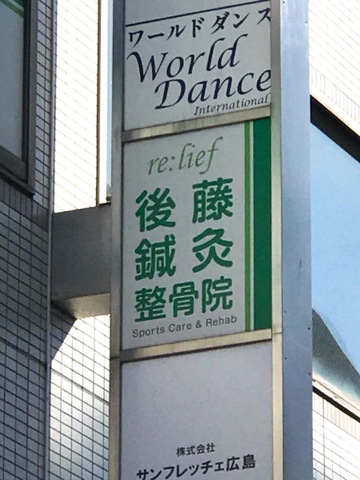 ワールドダンス
World
Dance
International
re:lief
後藤
鍼灸
整骨院
Sports Care & Rehab
株式会社
サンフレッチェ広島